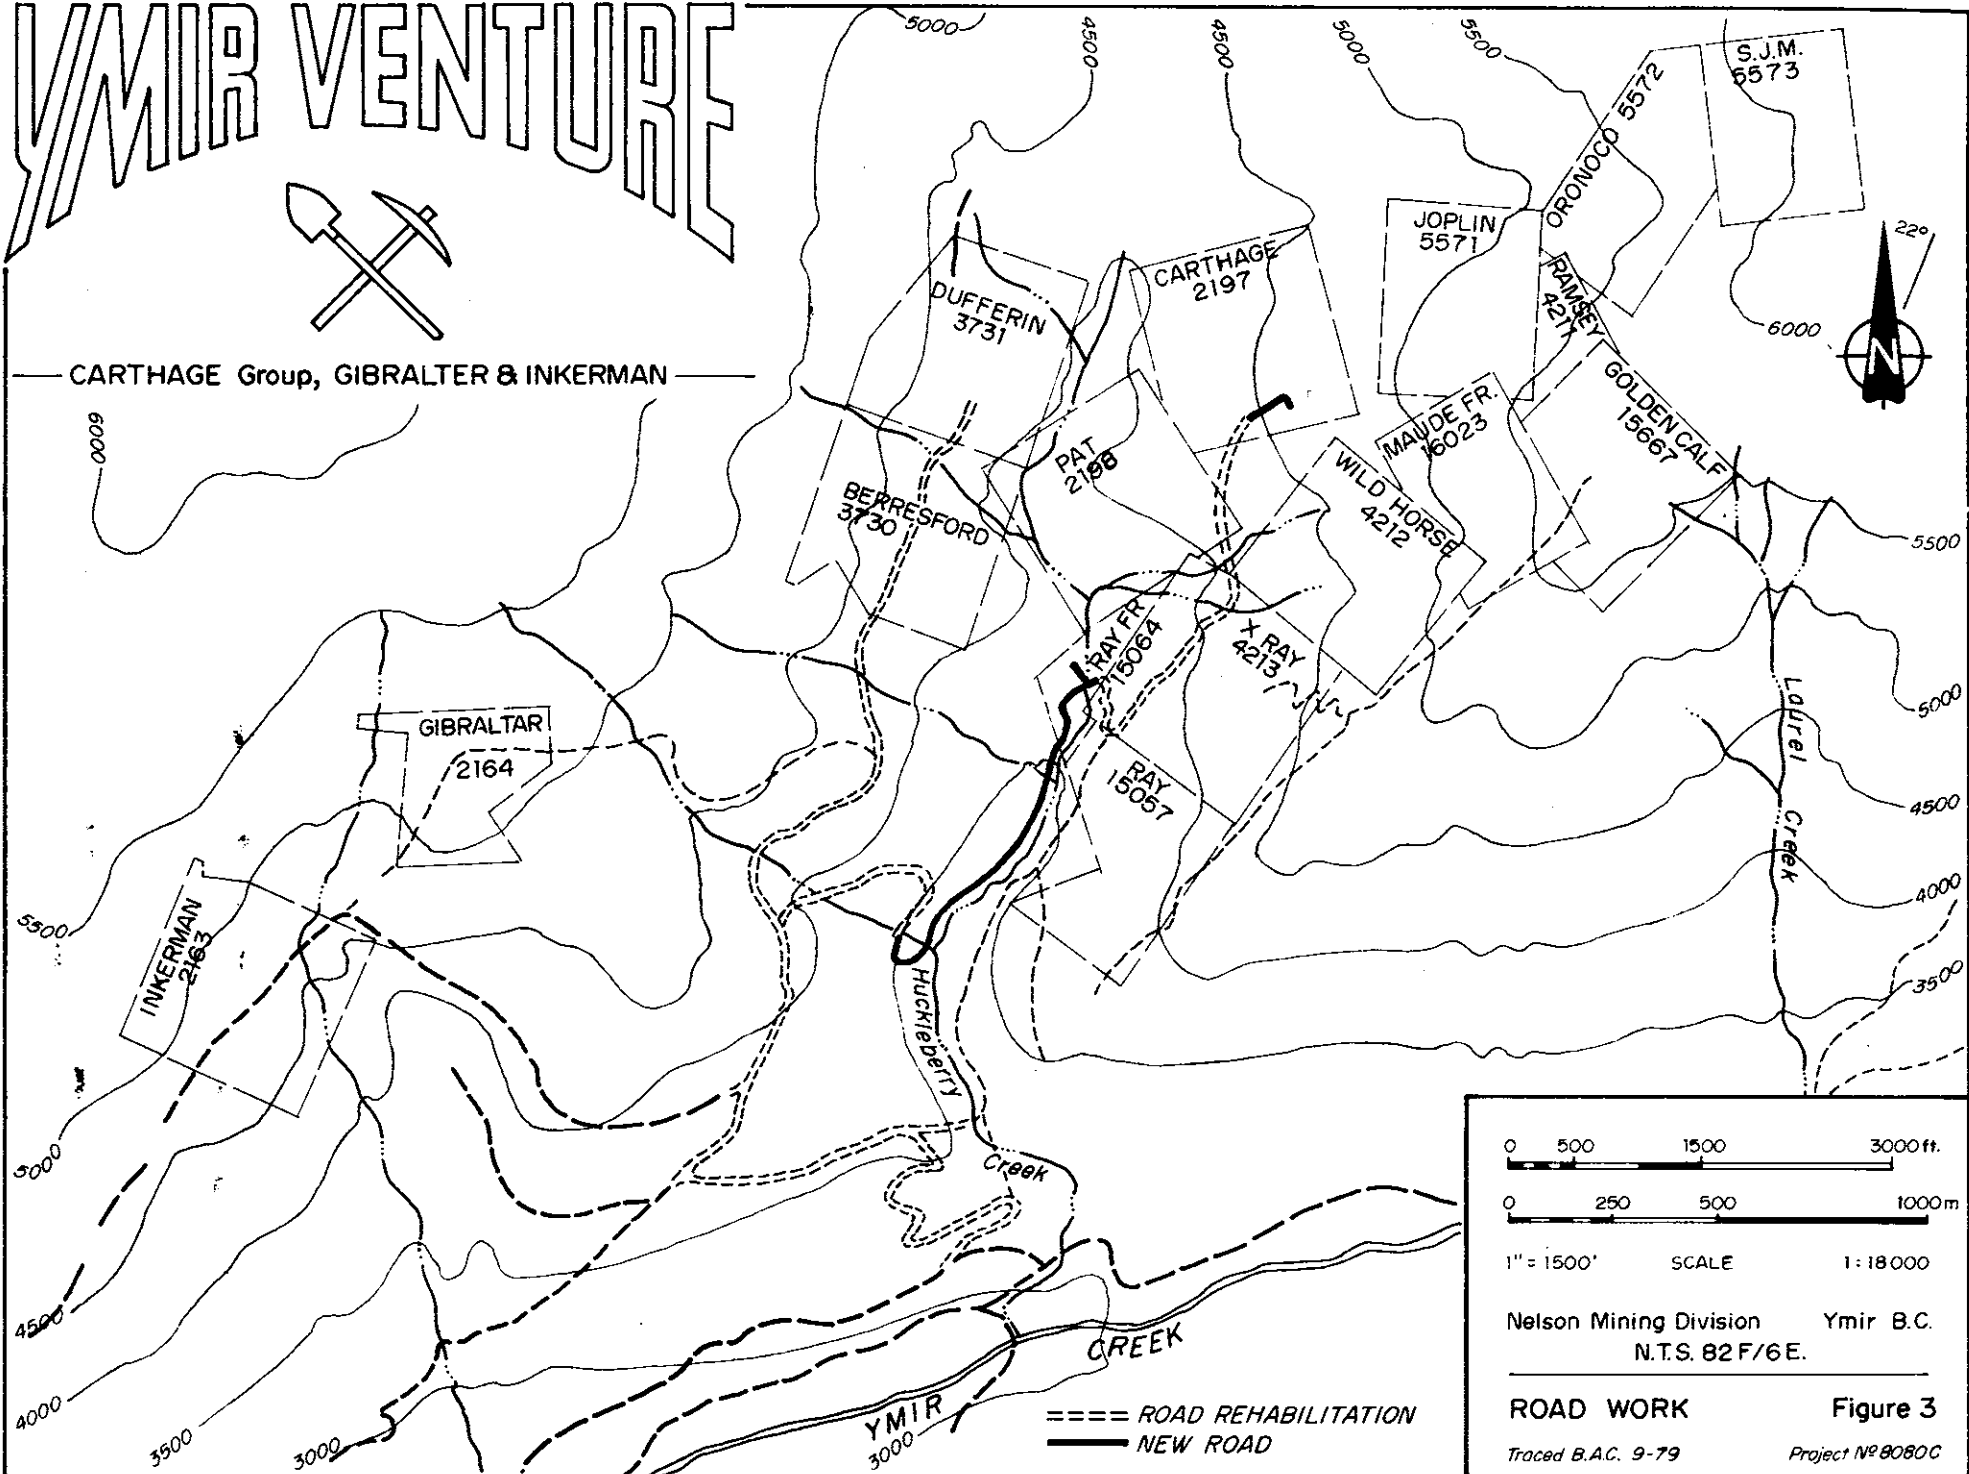 YMIR VENTURE
CARTHAGE Group, GIBRALTER & INKERMAN
5000
4500
4500
5000
5500
S.J.M.
5573
ORONOCO 5572
JOPLIN
5571
CARTHAGE
2197
DUFFERIN
3731
RAMSEY
4211
22°
6000
N
6000
GOLDEN CALF
15667
MAUDE FR.
16023
PAT
2198
WILD HORSE
4212
BERRESFORD
3730
5500
RAY FR
15064
X RAY
4213
GIBRALTAR
2164
RAY
15057
5000
Laurel Creek
4500
4000
INKERMAN
2163
5500
3500
Huckleberry
Creek
5000
0 500 1500 3000 ft.
0 250 500 1000 m
1" = 1500' SCALE 1:18000
Nelson Mining Division Ymir B.C.
N.T.S. 82F/6E.
4500
4000
3500
3000
YMIR CREEK
3000
==== ROAD REHABILITATION
NEW ROAD
ROAD WORK Figure 3
Traced B.A.C. 9-79 Project Nº 8080C